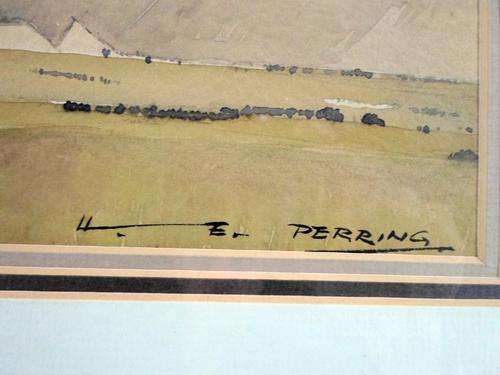 H. E. PERRING